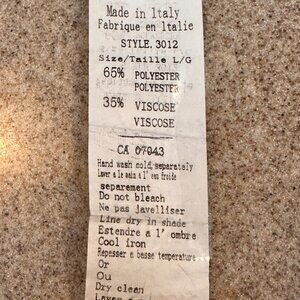 Made in Italy
Fabrique en Italie
STYLE. 3012
Size/Taille L/G
65% POLYESTER
POLYESTER
35% VISCOSE
VISCOSE
CA 07943
Hand wash cold, separately
Laver a la main a l' eau froide
separement
Do not bleach
Ne pas javelliser
Line dry in shade
Estendre a l' ombre
Cool iron
Repasser a basse temperature
Or
Ou
Dry clean